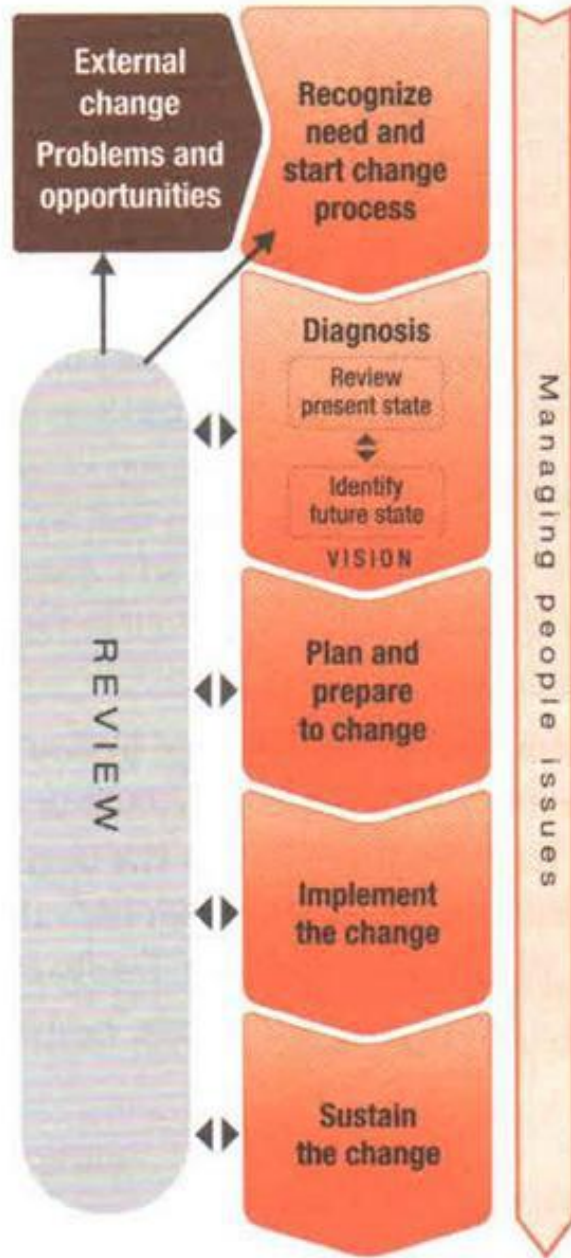 External
change
Problems and
opportunities
Recognize
need and
start change
process
Diagnosis
Review
present state
Identify
future state
VISION
Plan and
prepare
to change
Implement
the change
Sustain
the change
REVIEW
Managing people issues